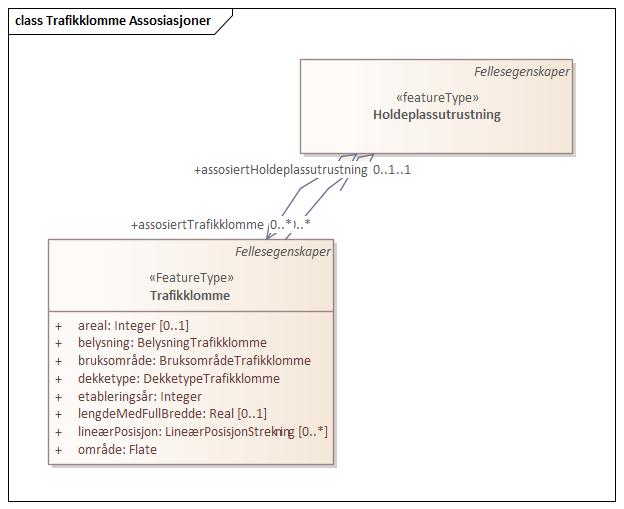 class Trafikklomme Assosiasjoner
Fellesegenskaper
«featureType»
Holdeplassutrustning
+assosiertHoldeplassutrustning 0..1..1
+assosiertTrafikklomme 0..*..*
Fellesegenskaper
«FeatureType»
Trafikklomme
+ areal: Integer [0..1]
+ belysning: BelysningTrafikklomme
+ bruksområde: BruksområdeTrafikklomme
+ dekketype: DekketypeTrafikklomme
+ etableringsår: Integer
+ lengdeMedFullBredde: Real [0..1]
+ lineærPosisjon: LineærPosisjonStrekning [0..*]
+ område: Flate